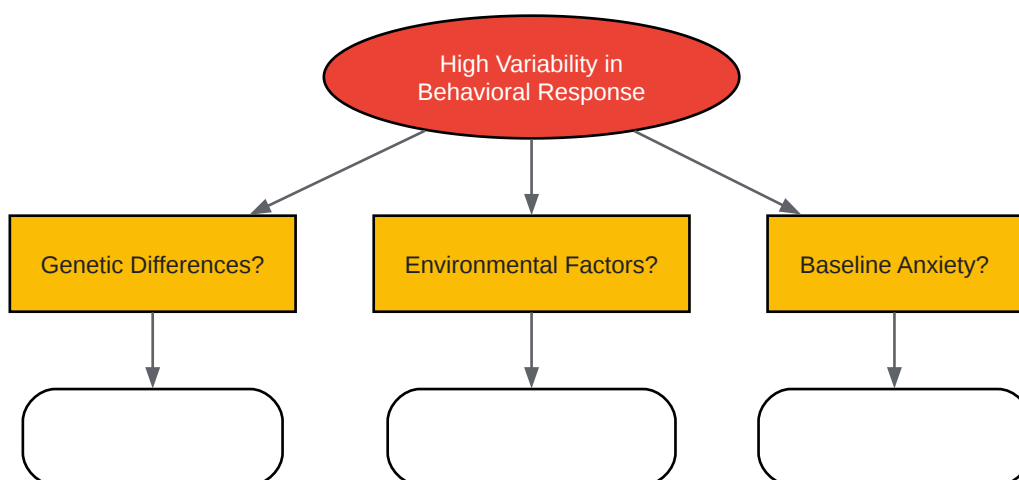 High Variability in
Behavioral Response
Genetic Differences?
Environmental Factors?
Baseline Anxiety?